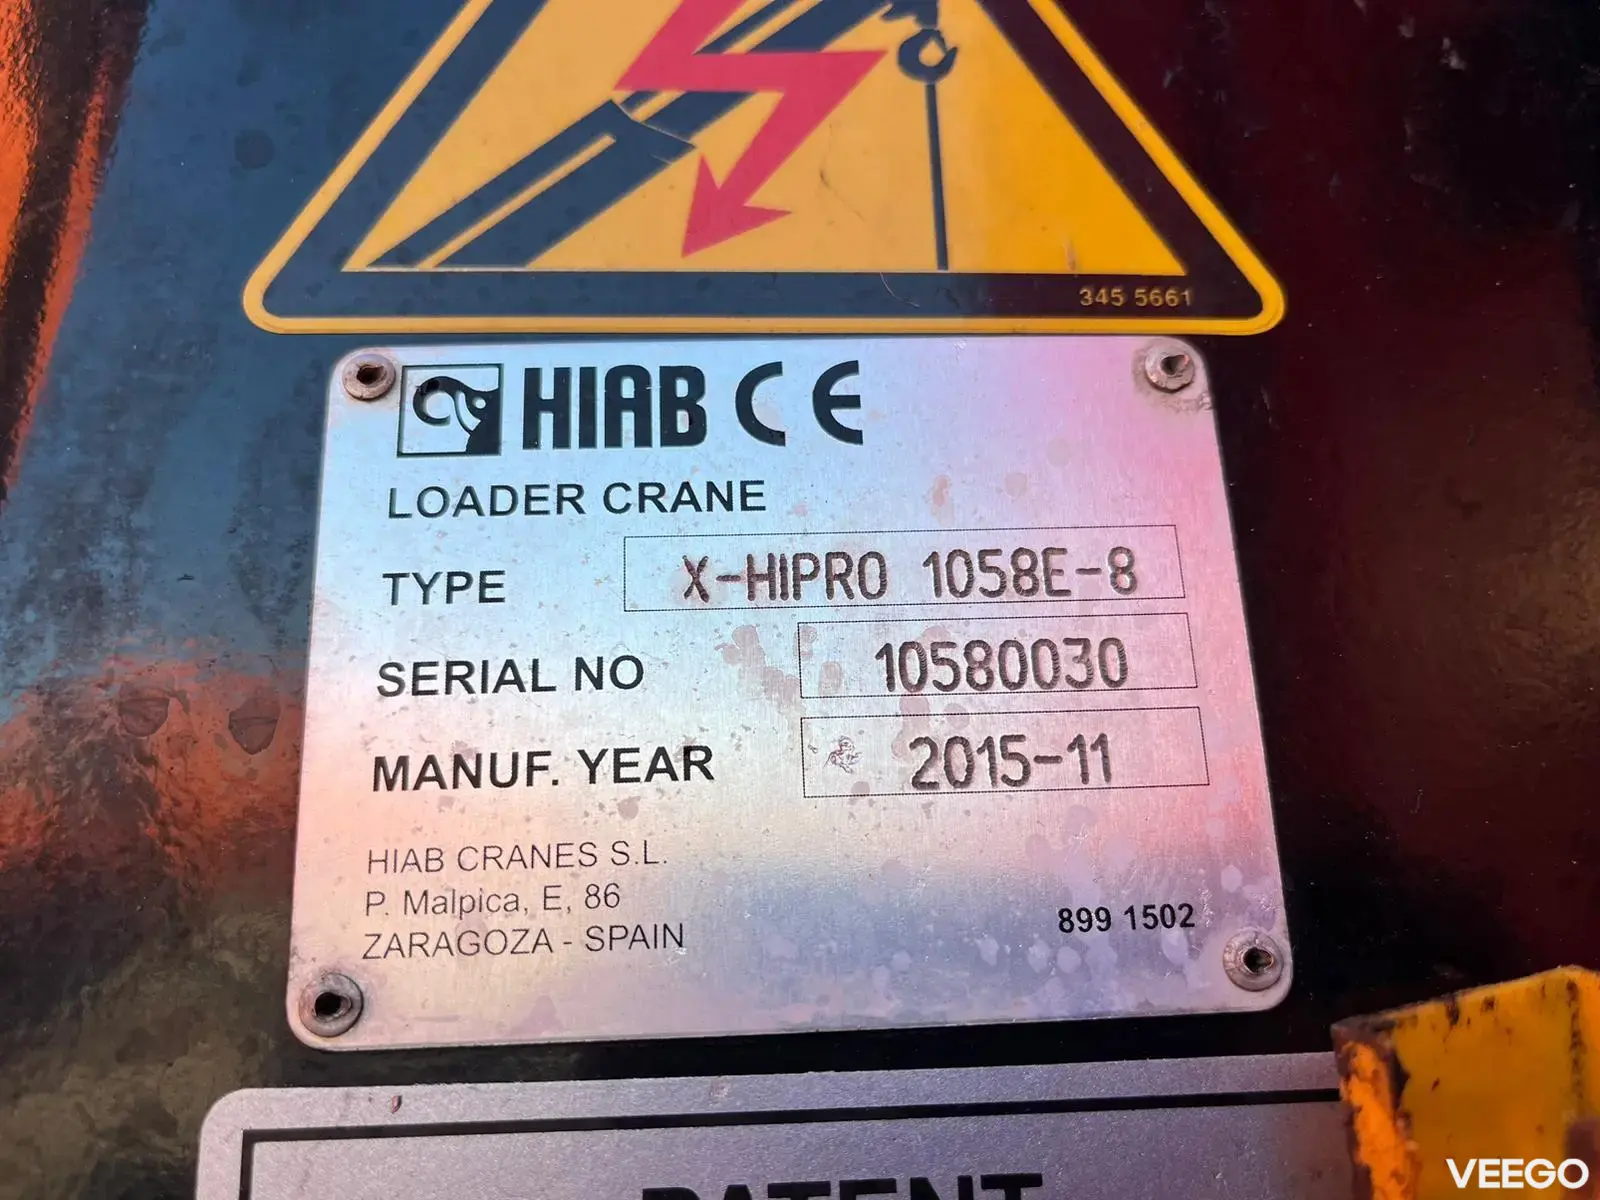 345 5661
HIAB CE
LOADER CRANE
TYPE X-HIPRO 1058E-8
SERIAL NO 10580030
MANUF. YEAR 2015-11
HIAB CRANES S.L.
P. Malpica, E, 86
ZARAGOZA - SPAIN
899 1502
PATENT
VEEGO